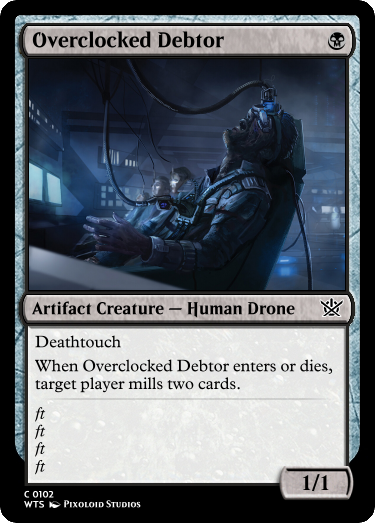 Overclocked Debtor
Artifact Creature — Human Drone
Deathtouch
When Overclocked Debtor enters or dies,
target player mills two cards.
ft
ft
ft
ft
1/1
C 0102
WTS Pixoloid Studios